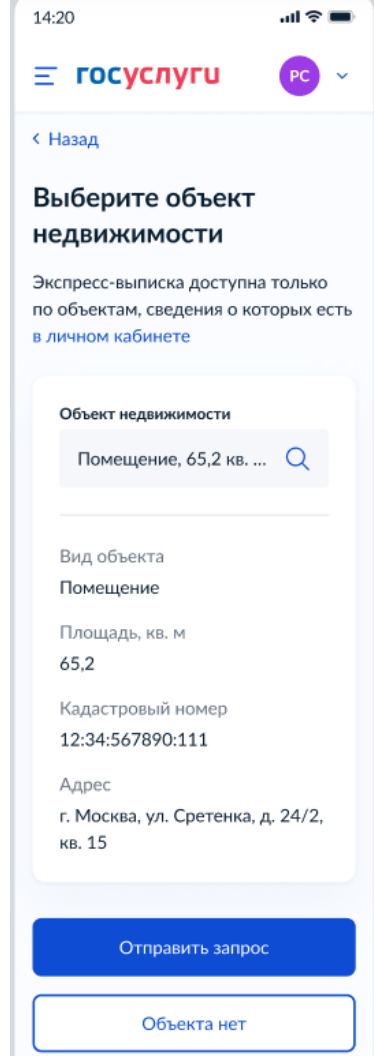 14:20
госуслуги
РС
Назад
Выберите объект
недвижимости
Экспресс-выписка доступна только
по объектам, сведения о которых есть
в личном кабинете
Объект недвижимости
Помещение, 65,2 кв. ...
Вид объекта
Помещение
Площадь, кв. м
65,2
Кадастровый номер
12:34:567890:111
Адрес
г. Москва, ул. Сретенка, д. 24/2,
кв. 15
Отправить запрос
Объекта нет